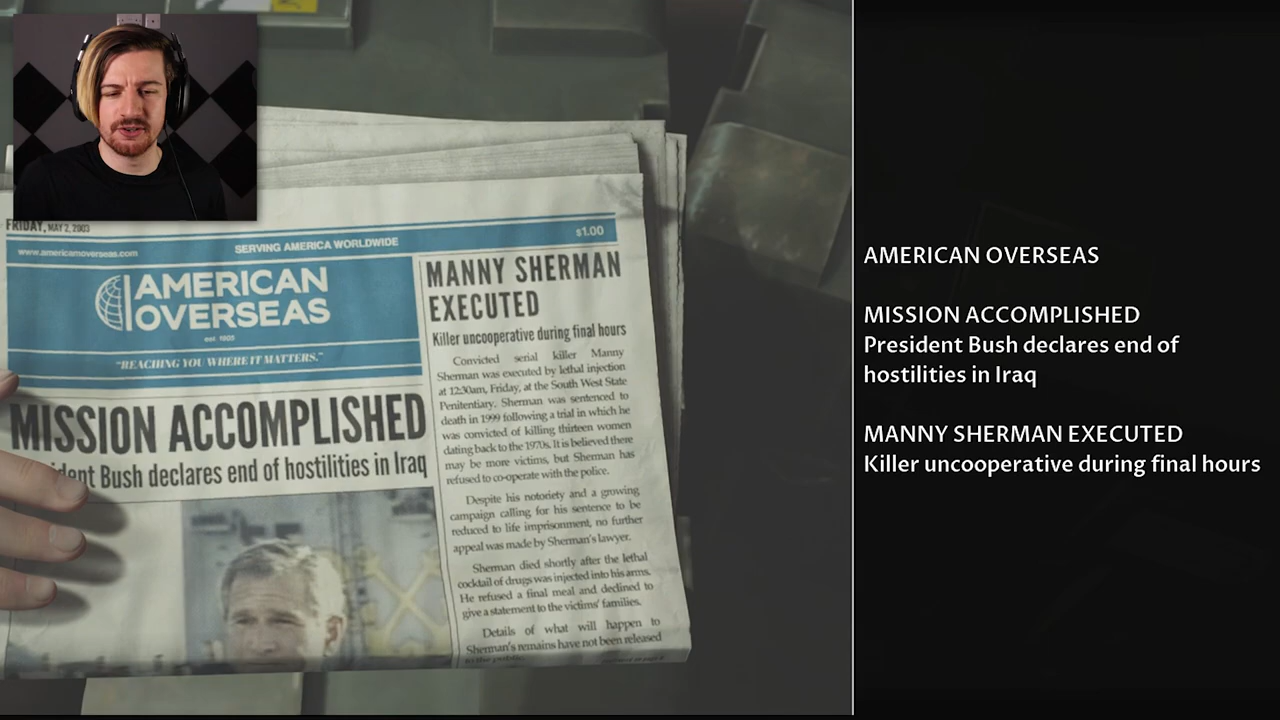 FRIDAY, MAY 2, 2003
www.americanoverseas.com
SERVING AMERICA WORLDWIDE
$1.00
AMERICAN
OVERSEAS
est. 1905
"REACHING YOU WHERE IT MATTERS."
MISSION ACCOMPLISHED
Bush declares end of hostilities in Iraq
MANNY SHERMAN
EXECUTED
Killer uncooperative during final hours
Convicted serial killer Manny
Sherman was executed by lethal injection
at 12:30am, Friday, at the South West State
Penitentiary. Sherman was sentenced to
death in 1999 following a trial in which he
was convicted of killing thirteen women
dating back to the 1970s. It is believed there
may be more victims, but Sherman has
refused to co-operate with the police.
Despite his notoriety and a growing
campaign calling for his sentence to be
reduced to life imprisonment, no further
appeal was made by Sherman's lawyer.
Sherman died shortly after the lethal
cocktail of drugs was injected into his arms.
He refused a final meal and declined to
give a statement to the victims' families.
Details of what will happen to
Sherman's remains have not been released
to the public.
AMERICAN OVERSEAS
MISSION ACCOMPLISHED
President Bush declares end of
hostilities in Iraq
MANNY SHERMAN EXECUTED
Killer uncooperative during final hours